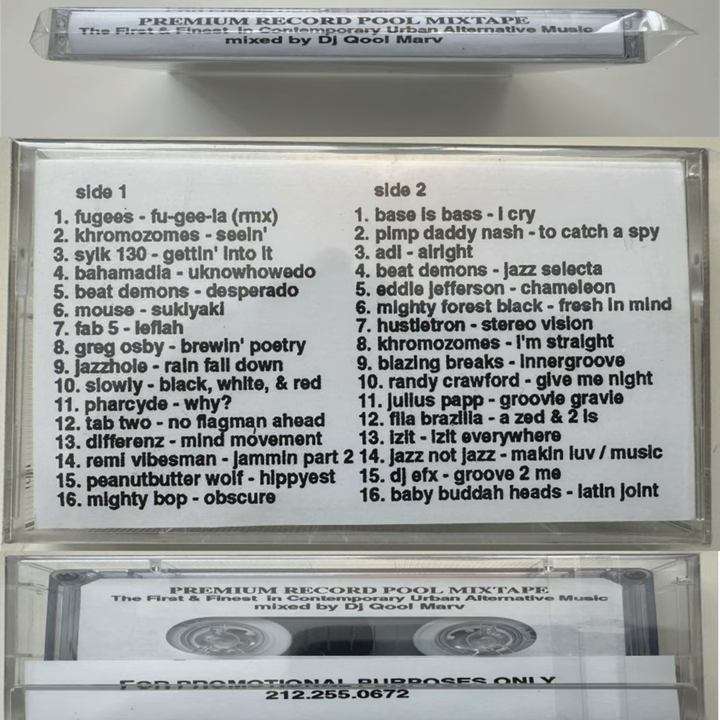 PREMIUM RECORD POOL MIXTAPE
The First & Finest In Contemporary Urban Alternative Music
mixed by Dj Qool Marv
side 1
1. fugees - fu-gee-la (rmx)
2. khromozomes - seein'
3. sylk 130 - gettin' into it
4. bahamadia - uknowhowedo
5. beat demons - desperado
6. mouse - sukiyaki
7. fab 5 - leflah
8. greg osby - brewin' poetry
9. jazzhole - rain fall down
10. slowly - black, white, & red
11. pharcyde - why?
12. tab two - no flagman ahead
13. differenz - mind movement
14. remi vibesman - jammin part 2
15. peanutbutter wolf - hippyest
16. mighty bop - obscure
side 2
1. base is bass - i cry
2. pimp daddy nash - to catch a spy
3. adi - alright
4. beat demons - jazz selecta
5. eddie jefferson - chameleon
6. mighty forest black - fresh in mind
7. hustletron - stereo vision
8. khromozomes - i'm straight
9. blazing breaks - innergroove
10. randy crawford - give me night
11. julius papp - groovie gravie
12. fila brazilia - a zed & 2 is
13. izit - izit everywhere
14. jazz not jazz - makin luv / music
15. dj efx - groove 2 me
16. baby buddah heads - latin joint
PREMIUM RECORD POOL MIXTAPE
The First & Finest In Contemporary Urban Alternative Music
mixed by Dj Qool Marv
FOR PROMOTIONAL PURPOSES ONLY
212.255.0672